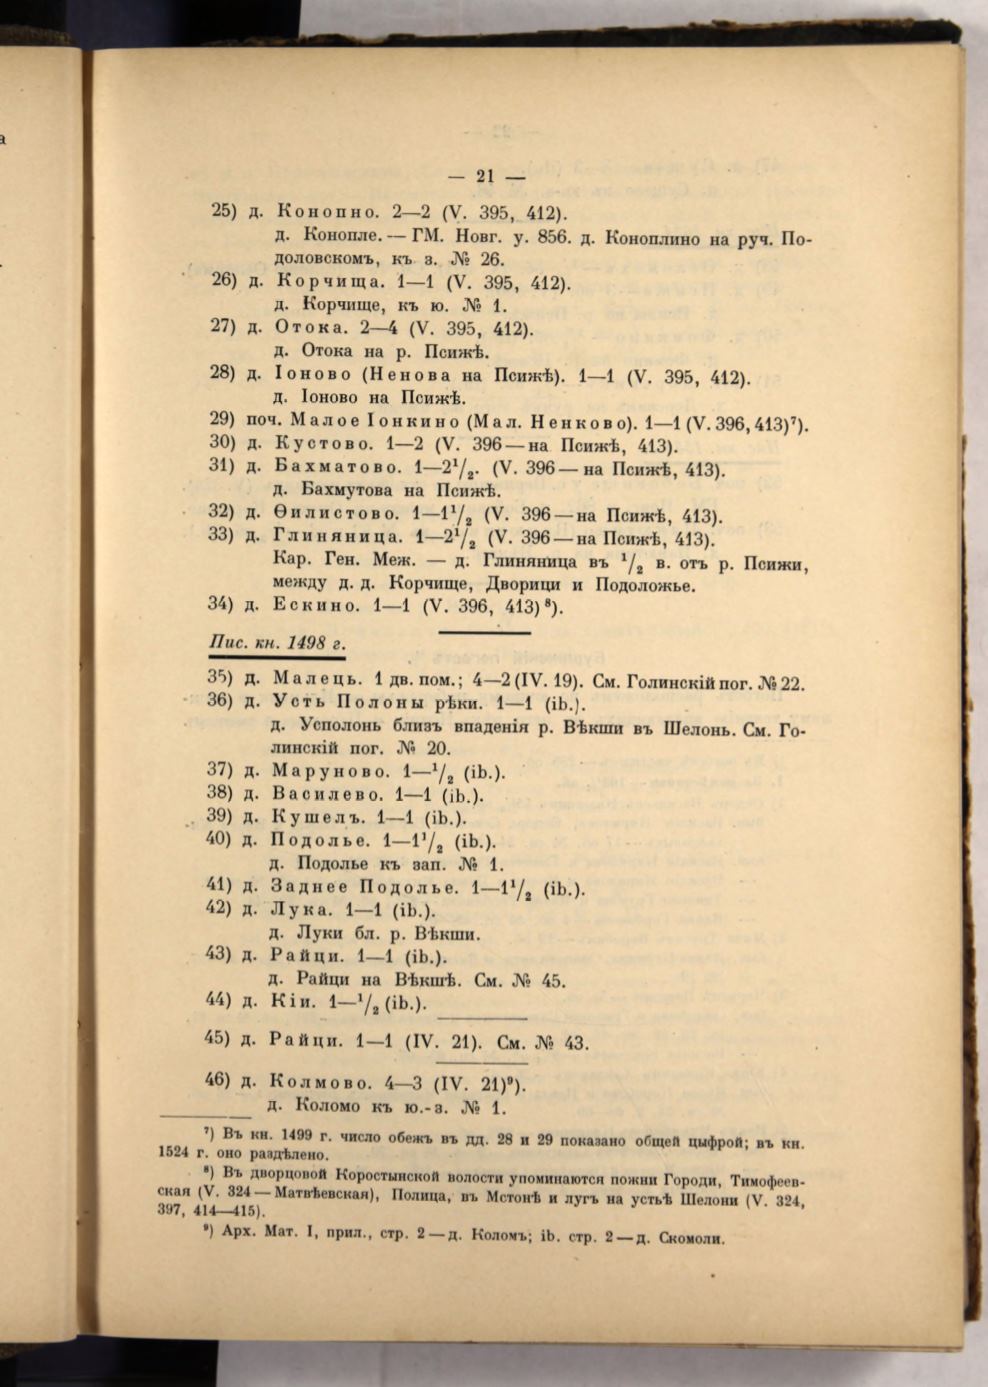 — 21 —
25) д. Конопно. 2—2 (V. 395, 412).
д. Конопле. — ГМ. Новг. у. 856. д. Коноплино на руч. По-
доловскомъ, къ з. № 26.
26) д. Корчища. 1—1 (V. 395, 412).
д. Корчище, къ ю. № 1.
27) д. Отока. 2—4 (V. 395, 412).
д. Отока на р. Псижѣ.
28) д. Іоново (Ненова на Псижѣ). 1—1 (V. 395, 412).
д. Іоново на Псижѣ.
29) поч. Малое Іонкино (Мал. Ненково). 1—1 (V. 396, 413)⁷).
30) д. Кустово. 1—2 (V. 396 — на Псижѣ, 413).
31) д. Бахматово. 1—2¹/₂. (V. 396 — на Псижѣ, 413).
д. Бахмутова на Псижѣ.
32) д. Ѳилистово. 1—1¹/₂ (V. 396 — на Псижѣ, 413).
33) д. Глиняница. 1—2¹/₂ (V. 396 — на Псижѣ, 413).
Кар. Ген. Меж. — д. Глиняница въ ¹/₂ в. отъ р. Псижи,
между д. д. Корчище, Дворици и Подоложье.
34) д. Ескино. 1—1 (V. 396, 413)⁸).
Пис. кн. 1498 г.
35) д. Малець. 1 дв. пом.; 4—2 (IV. 19). См. Голинскій пог. № 22.
36) д. Усть Полоны рѣки. 1—1 (ib.).
д. Усполонь близъ впаденія р. Вѣкши въ Шелонь. См. Го-
линскій пог. № 20.
37) д. Маруново. 1—¹/₂ (ib.).
38) д. Василево. 1—1 (ib.).
39) д. Кушелъ. 1—1 (ib.).
40) д. Подолье. 1—1¹/₂ (ib.).
д. Подолье къ зап. № 1.
41) д. Заднее Подолье. 1—1¹/₂ (ib.).
42) д. Лука. 1—1 (ib.).
д. Луки бл. р. Вѣкши.
43) д. Райци. 1—1 (ib.).
д. Райци на Вѣкшѣ. См. № 45.
44) д. Кіи. 1—¹/₂ (ib.).
45) д. Райци. 1—1 (IV. 21). См. № 43.
46) д. Колмово. 4—3 (IV. 21)⁹).
д. Коломо къ ю.-з. № 1.
⁷) Въ кн. 1499 г. число обежъ въ дд. 28 и 29 показано общей цыфрой; въ кн.
1524 г. оно раздѣлено.
⁸) Въ дворцовой Коростынской волости упоминаются пожни Городи, Тимофеев-
ская (V. 324 — Матвѣевская), Полица, въ Мстонѣ и лугъ на устьѣ Шелони (V. 324,
397, 414—415).
⁹) Арх. Мат. I, прил., стр. 2 — д. Коломъ; ib. стр. 2 — д. Скомоли.